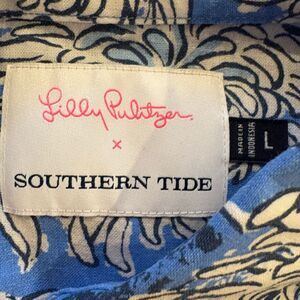 Lilly Pulitzer
x
SOUTHERN TIDE
MADE IN
INDONESIA
L